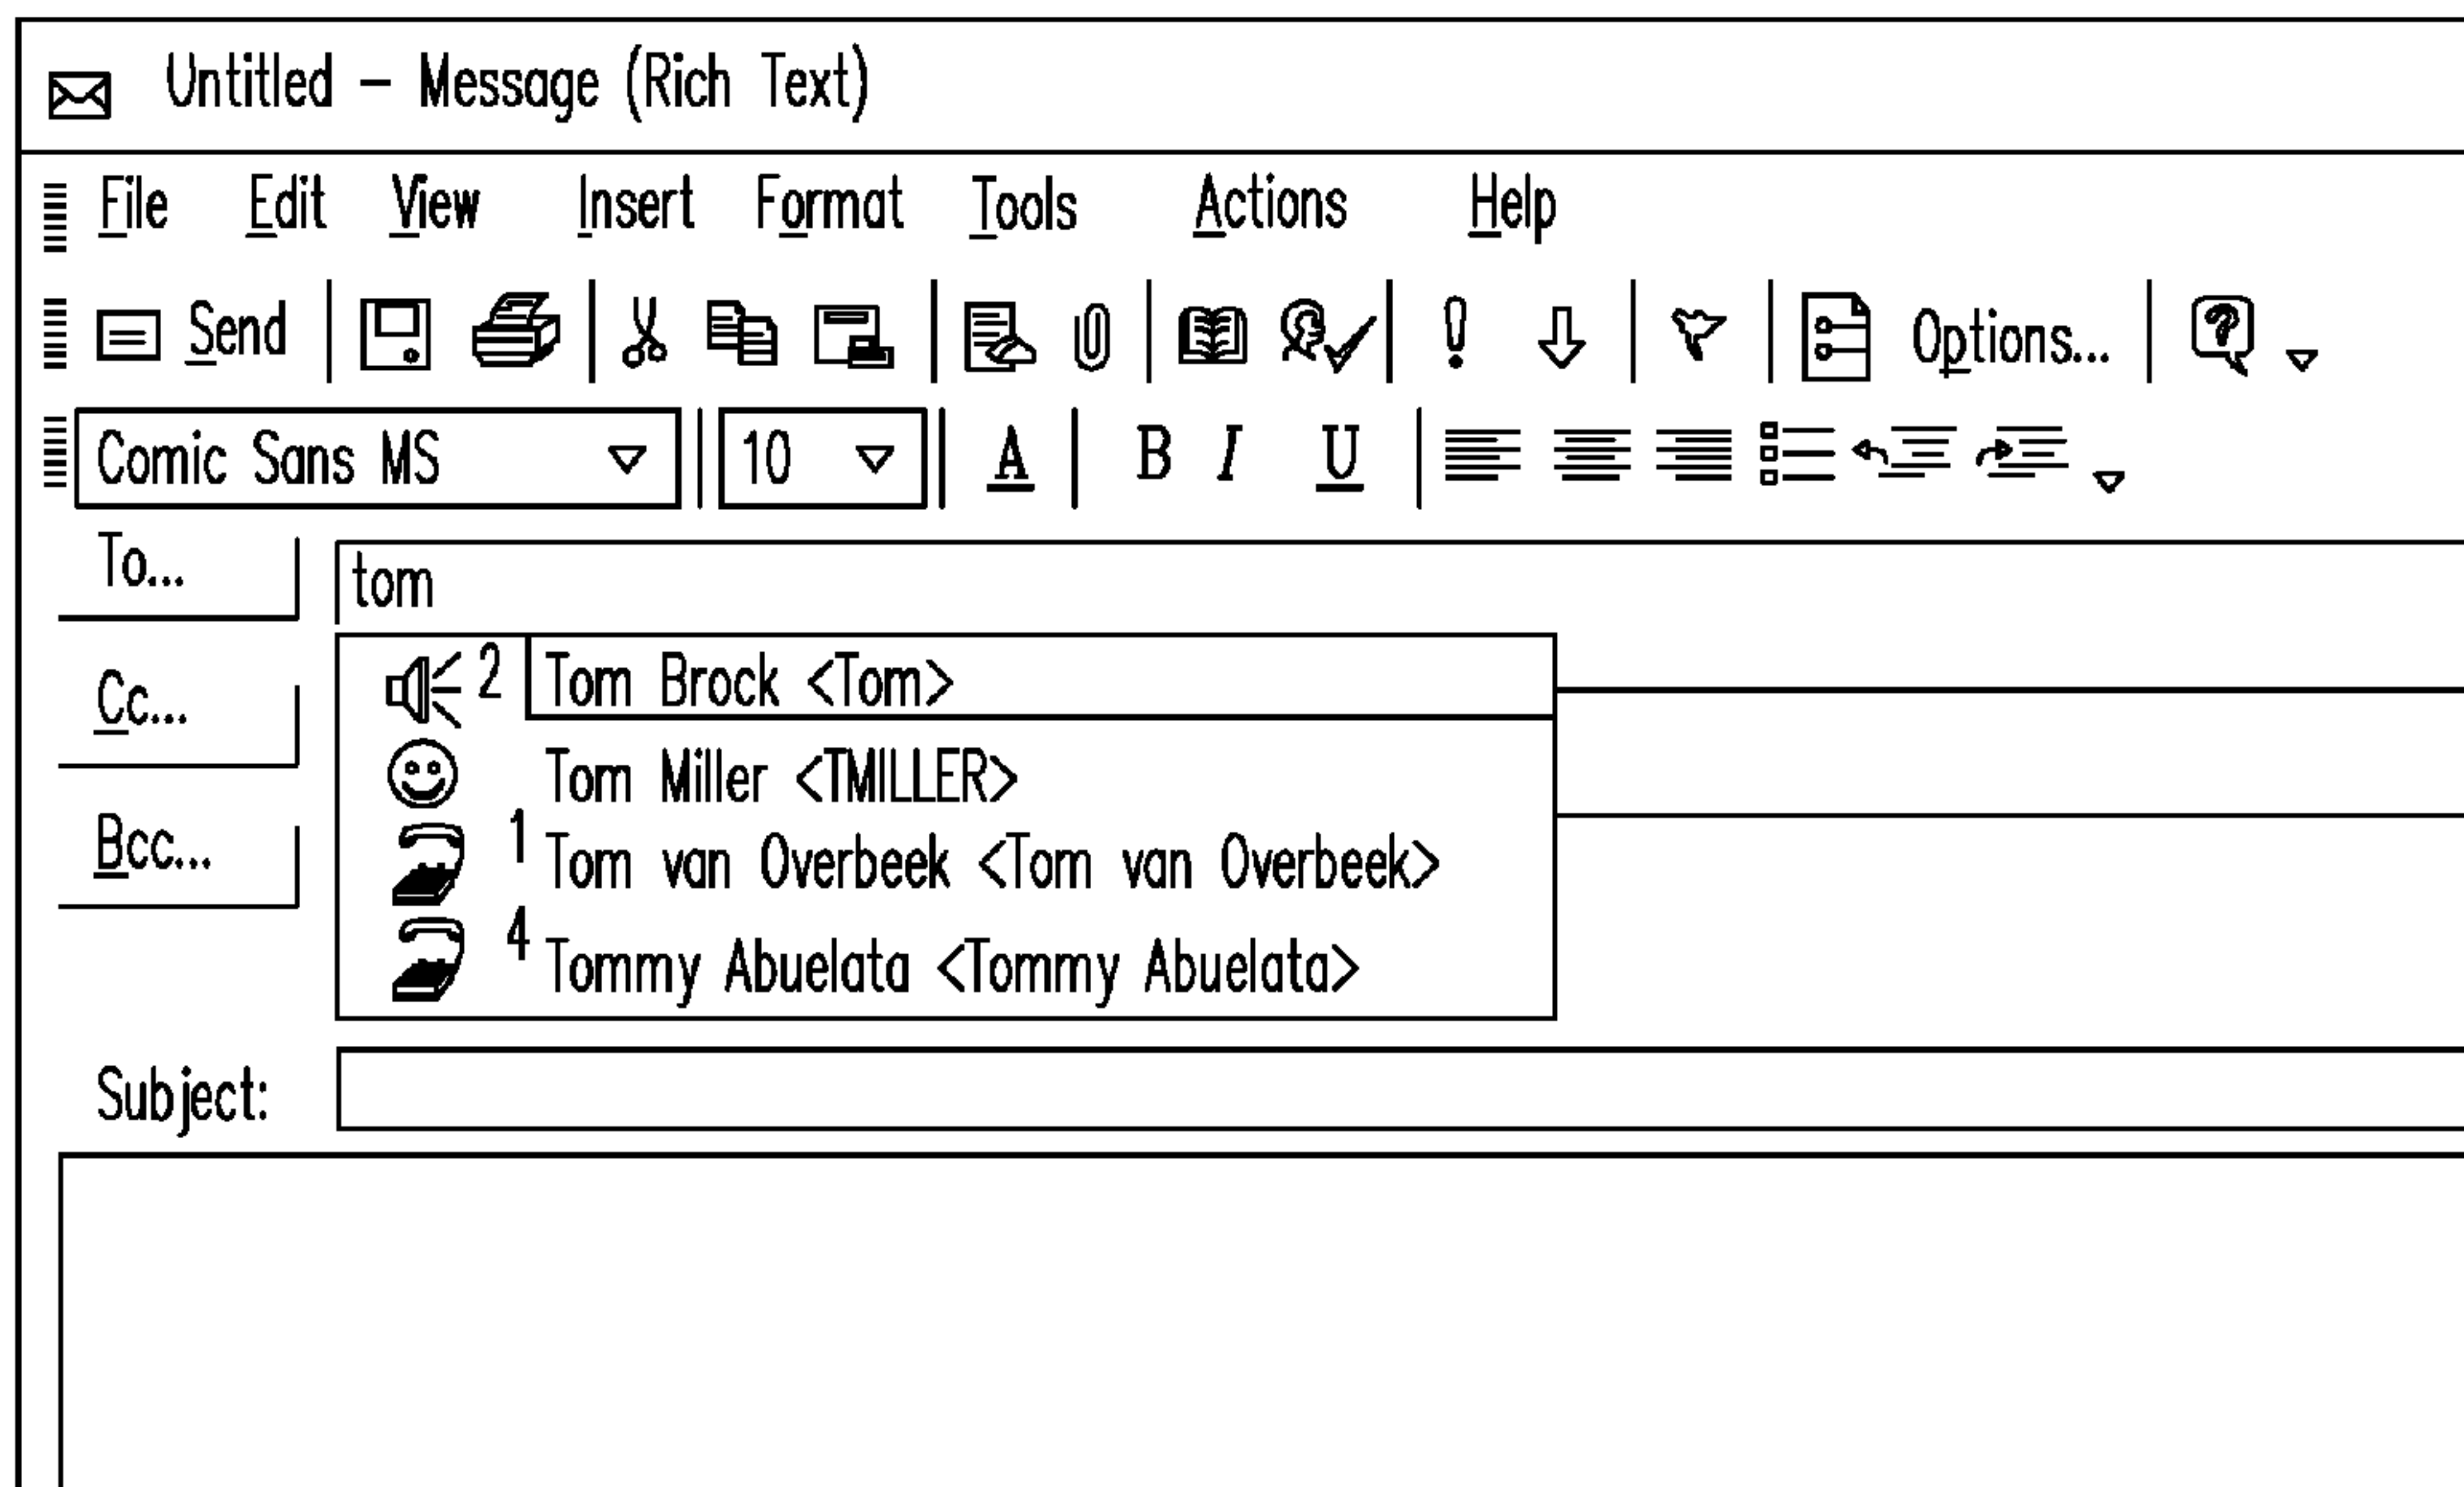 Untitled – Message (Rich Text)
File Edit View Insert Format Tools Actions Help
Send Options...
Comic Sans MS 10 A B I U
To... tom
2 Tom Brock <Tom>
Cc...
Tom Miller <TMILLER>
1 Tom van Overbeek <Tom van Overbeek>
Bcc...
4 Tommy Abuelata <Tommy Abuelata>
Subject: